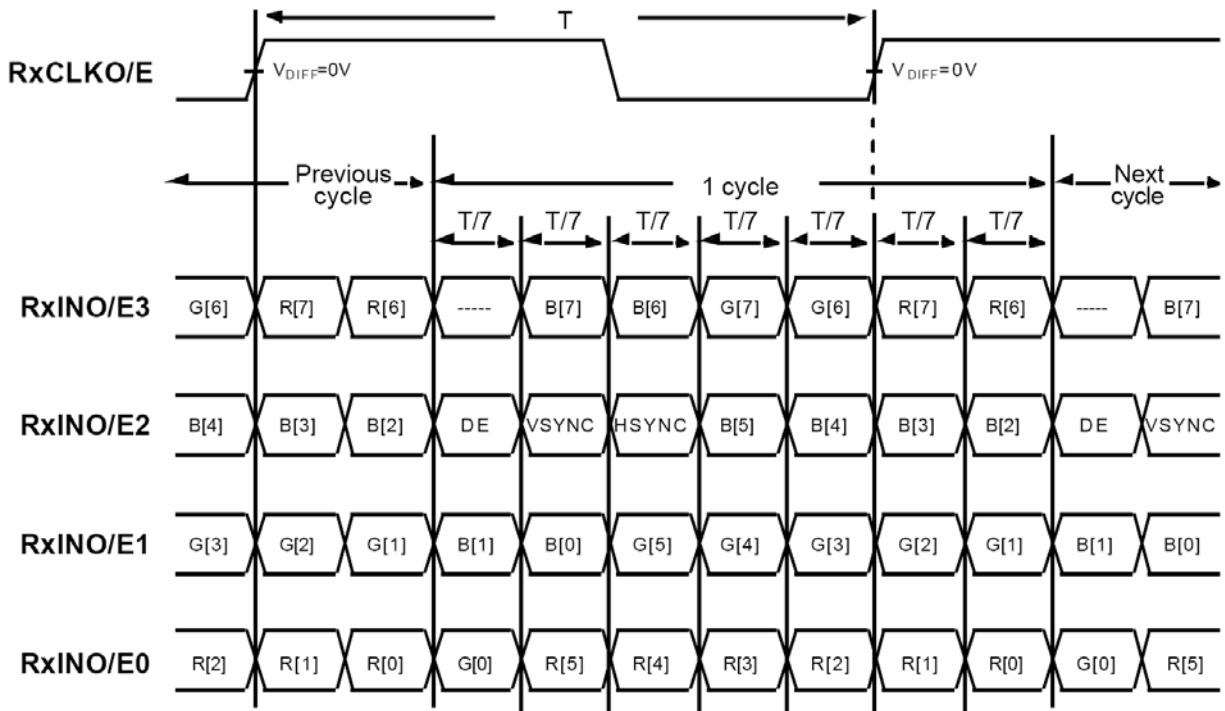 T
RxCLKO/E
VDIFF=0V
VDIFF=0V
Previous
cycle
1 cycle
Next
cycle
T/7 T/7 T/7 T/7 T/7 T/7 T/7
RxINO/E3 G[6] R[7] R[6] ----- B[7] B[6] G[7] G[6] R[7] R[6] ----- B[7]
RxINO/E2 B[4] B[3] B[2] DE VSYNC HSYNC B[5] B[4] B[3] B[2] DE VSYNC
RxINO/E1 G[3] G[2] G[1] B[1] B[0] G[5] G[4] G[3] G[2] G[1] B[1] B[0]
RxINO/E0 R[2] R[1] R[0] G[0] R[5] R[4] R[3] R[2] R[1] R[0] G[0] R[5]